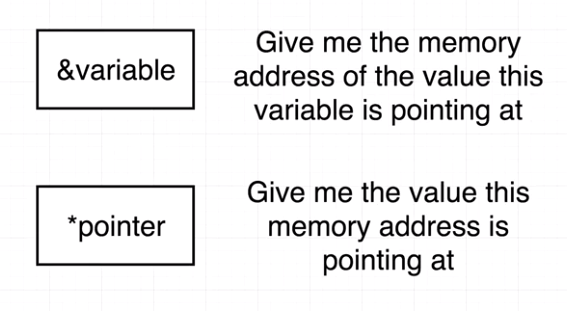 &variable
Give me the memory
address of the value this
variable is pointing at
*pointer
Give me the value this
memory address is
pointing at